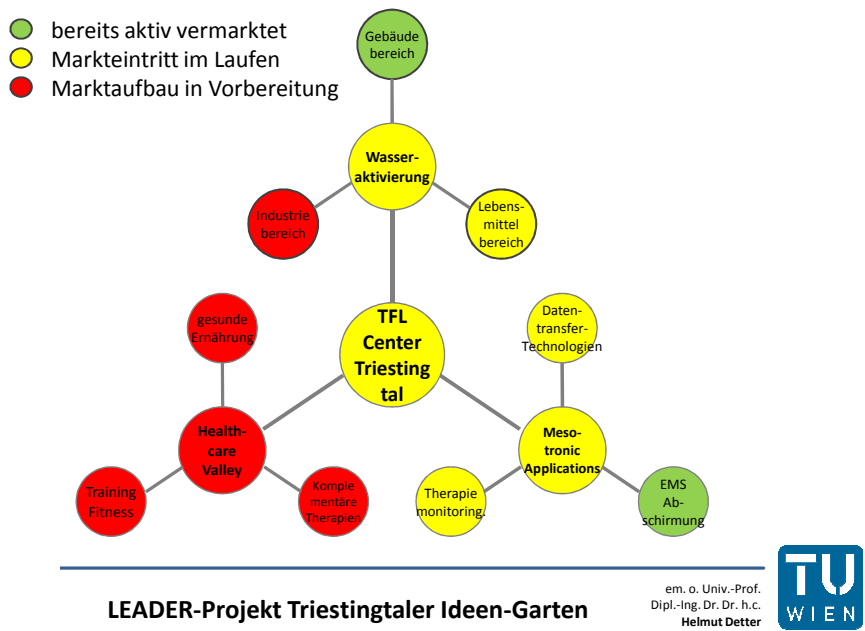 bereits aktiv vermarktet
Markteintritt im Laufen
Marktaufbau in Vorbereitung
Gebäude
bereich
Wasser-
aktivierung
Industrie
bereich
Lebens-
mittel
bereich
TFL
Center
Triesting
tal
gesunde
Ernährung
Daten-
transfer-
Technologien
Health-
care
Valley
Meso-
tronic
Applications
Training
Fitness
Komple
mentäre
Therapien
Therapie
monitoring.
EMS
Ab-
schirmung
LEADER-Projekt Triestingtaler Ideen-Garten
em. o. Univ.-Prof.
Dipl.-Ing. Dr. Dr. h.c.
Helmut Detter
TU
WIEN